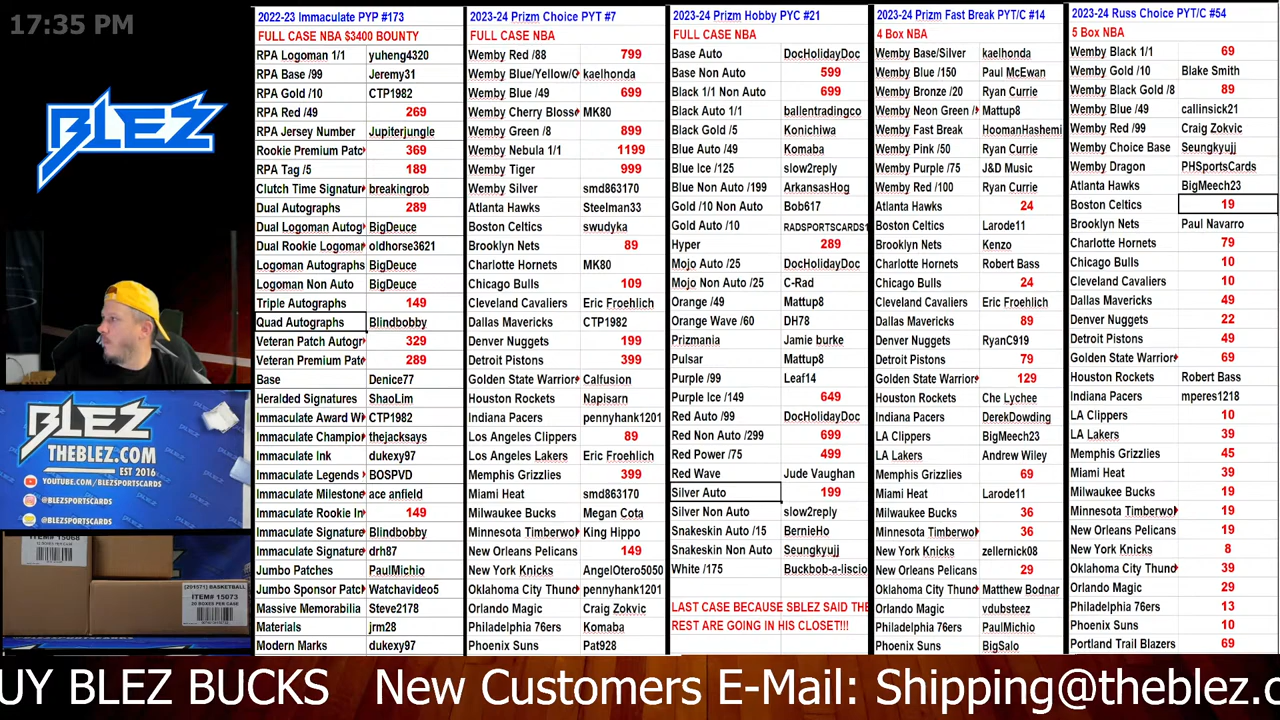 17:35 PM
BLEZ
BLEZ
THEBLEZ.COM
EST 2016
YOUTUBE.COM/BLEZSPORTSCARDS
@BLEZSPORTSCARDS
@BLEZSPORTSCARDS
ITEM# 15068
[201571] BASKETBALL
ITEM# 15073
20 BOXES PER CASE
2022-23 Immaculate PYP #173
FULL CASE NBA $3400 BOUNTY
RPA Logoman 1/1 yuheng4320
RPA Base /99 Jeremy31
RPA Gold /10 CTP1982
RPA Red /49 269
RPA Jersey Number Jupiterjungle
Rookie Premium Patc 369
RPA Tag /5 189
Clutch Time Signatur breakingrob
Dual Autographs 289
Dual Logoman Autog BigDeuce
Dual Rookie Logomar oldhorse3621
Logoman Autographs BigDeuce
Logoman Non Auto BigDeuce
Triple Autographs 149
Quad Autographs Blindbobby
Veteran Patch Autogr 329
Veteran Premium Pat 289
Base Denice77
Heralded Signatures ShaoLim
Immaculate Award Wi CTP1982
Immaculate Champio thejacksays
Immaculate Ink dukexy97
Immaculate Legends BOSPVD
Immaculate Milestone ace anfield
Immaculate Rookie In 149
Immaculate Signature Blindbobby
Immaculate Signature drh87
Jumbo Patches PaulMichio
Jumbo Sponsor Patc Watchavideo5
Massive Memorabilia Steve2178
Materials jrm28
Modern Marks dukexy97
2023-24 Prizm Choice PYT #7
FULL CASE NBA
Wemby Red /88 799
Wemby Blue/Yellow/G kaelhonda
Wemby Blue /49 699
Wemby Cherry Bloss MK80
Wemby Green /8 899
Wemby Nebula 1/1 1199
Wemby Tiger 999
Wemby Silver smd863170
Atlanta Hawks Steelman33
Boston Celtics swudyka
Brooklyn Nets 89
Charlotte Hornets MK80
Chicago Bulls 109
Cleveland Cavaliers Eric Froehlich
Dallas Mavericks CTP1982
Denver Nuggets 199
Detroit Pistons 399
Golden State Warrior Calfusion
Houston Rockets Napisarn
Indiana Pacers pennyhank1201
Los Angeles Clippers 89
Los Angeles Lakers Eric Froehlich
Memphis Grizzlies 399
Miami Heat smd863170
Milwaukee Bucks Megan Cota
Minnesota Timberwo King Hippo
New Orleans Pelicans 149
New York Knicks AngelOtero5050
Oklahoma City Thun pennyhank1201
Orlando Magic Craig Zokvic
Philadelphia 76ers Komaba
Phoenix Suns Pat928
2023-24 Prizm Hobby PYC #21
FULL CASE NBA
Base Auto DocHolidayDoc
Base Non Auto 599
Black 1/1 Non Auto 699
Black Auto 1/1 ballentradingco
Black Gold /5 Konichiwa
Blue Auto /49 Komaba
Blue Ice /125 slow2reply
Blue Non Auto /199 ArkansasHog
Gold /10 Non Auto Bob617
Gold Auto /10 RADSPORTSCARDS1
Hyper 289
Mojo Auto /25 DocHolidayDoc
Mojo Non Auto /25 C-Rad
Orange /49 Mattup8
Orange Wave /60 DH78
Prizmania Jamie burke
Pulsar Mattup8
Purple /99 Leaf14
Purple Ice /149 649
Red Auto /99 DocHolidayDoc
Red Non Auto /299 699
Red Power /75 499
Red Wave Jude Vaughan
Silver Auto 199
Silver Non Auto slow2reply
Snakeskin Auto /15 BernieHo
Snakeskin Non Auto Seungkyujj
White /175 Buckbob-a-liscio
LAST CASE BECAUSE SBLEZ SAID THE
REST ARE GOING IN HIS CLOSET!!!
2023-24 Prizm Fast Break PYT/C #14
4 Box NBA
Wemby Base/Silver kaelhonda
Wemby Blue /150 Paul McEwan
Wemby Bronze /20 Ryan Currie
Wemby Neon Green / Mattup8
Wemby Fast Break HoomanHashemi
Wemby Pink /50 Ryan Currie
Wemby Purple /75 J&D Music
Wemby Red /100 Ryan Currie
Atlanta Hawks 24
Boston Celtics Larode11
Brooklyn Nets Kenzo
Charlotte Hornets Robert Bass
Chicago Bulls 24
Cleveland Cavaliers Eric Froehlich
Dallas Mavericks 89
Denver Nuggets RyanC919
Detroit Pistons 79
Golden State Warrior 129
Houston Rockets Che Lychee
Indiana Pacers DerekDowding
LA Clippers BigMeech23
LA Lakers Andrew Wiley
Memphis Grizzlies 69
Miami Heat Larode11
Milwaukee Bucks 36
Minnesota Timberwo 36
New York Knicks zellernick08
New Orleans Pelicans 29
Oklahoma City Thun Matthew Bodnar
Orlando Magic vdubsteez
Philadelphia 76ers PaulMichio
Phoenix Suns BigSalo
2023-24 Russ Choice PYT/C #54
5 Box NBA
Wemby Black 1/1 69
Wemby Gold /10 Blake Smith
Wemby Black Gold /8 89
Wemby Blue /49 callinsick21
Wemby Red /99 Craig Zokvic
Wemby Choice Base Seungkyujj
Wemby Dragon PHSportsCards
Atlanta Hawks BigMeech23
Boston Celtics 19
Brooklyn Nets Paul Navarro
Charlotte Hornets 79
Chicago Bulls 10
Cleveland Cavaliers 10
Dallas Mavericks 49
Denver Nuggets 22
Detroit Pistons 49
Golden State Warrior 69
Houston Rockets Robert Bass
Indiana Pacers mperes1218
LA Clippers 10
LA Lakers 39
Memphis Grizzlies 45
Miami Heat 39
Milwaukee Bucks 19
Minnesota Timberwo 19
New Orleans Pelicans 19
New York Knicks 8
Oklahoma City Thun 39
Orlando Magic 29
Philadelphia 76ers 13
Phoenix Suns 10
Portland Trail Blazers 69
UY BLEZ BUCKS New Customers E-Mail: Shipping@theblez.c